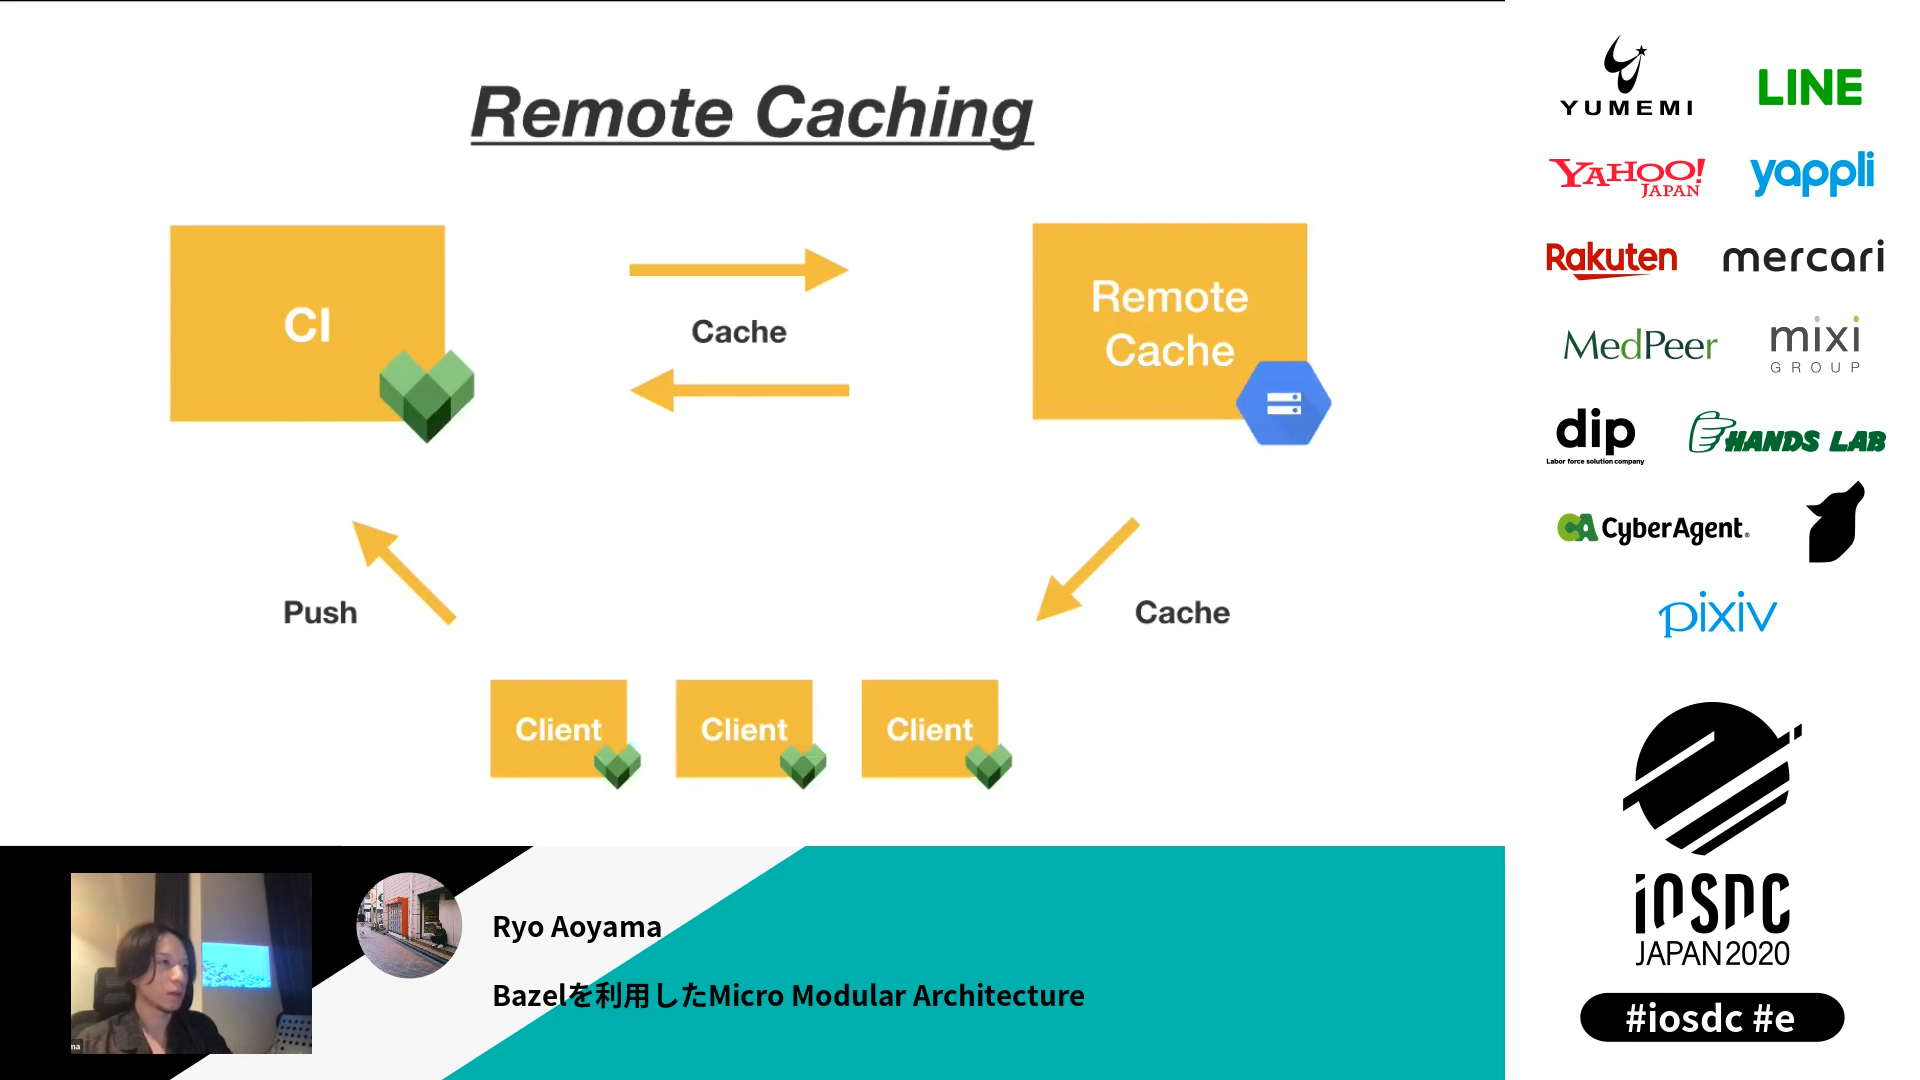 Remote Caching
CI
Cache
Remote
Cache
Push
Cache
Client
Client
Client
Ryo Aoyama
Bazelを利用したMicro Modular Architecture
ma
YUMEMI
LINE
YAHOO!
JAPAN
yappli
Rakuten
mercari
MedPeer
mixi
GROUP
dip
Labor force solution company
HANDS LAB
CA CyberAgent®
pixiv
iOSDC
JAPAN 2020
#iosdc #e